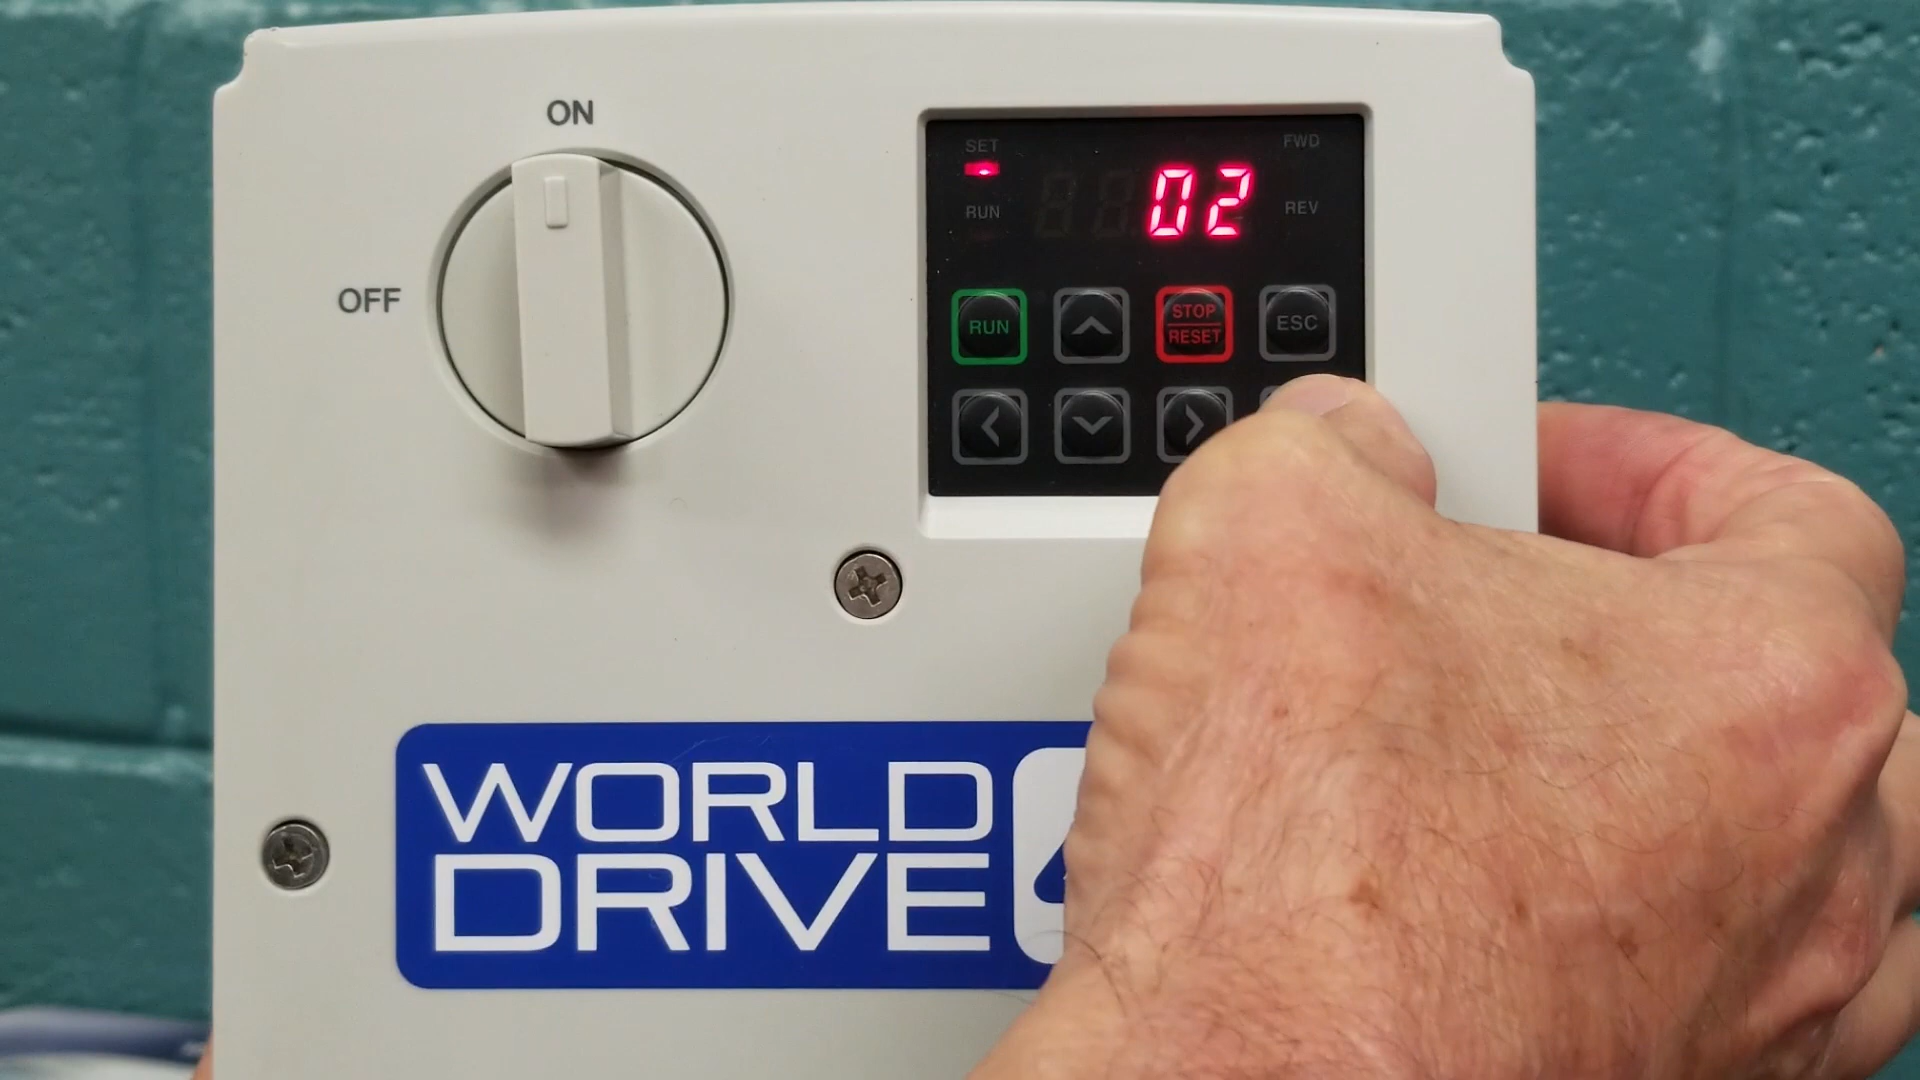 ON
OFF
SET
FWD
02
RUN
REV
RUN
STOP
RESET
ESC
WORLD
DRIVE